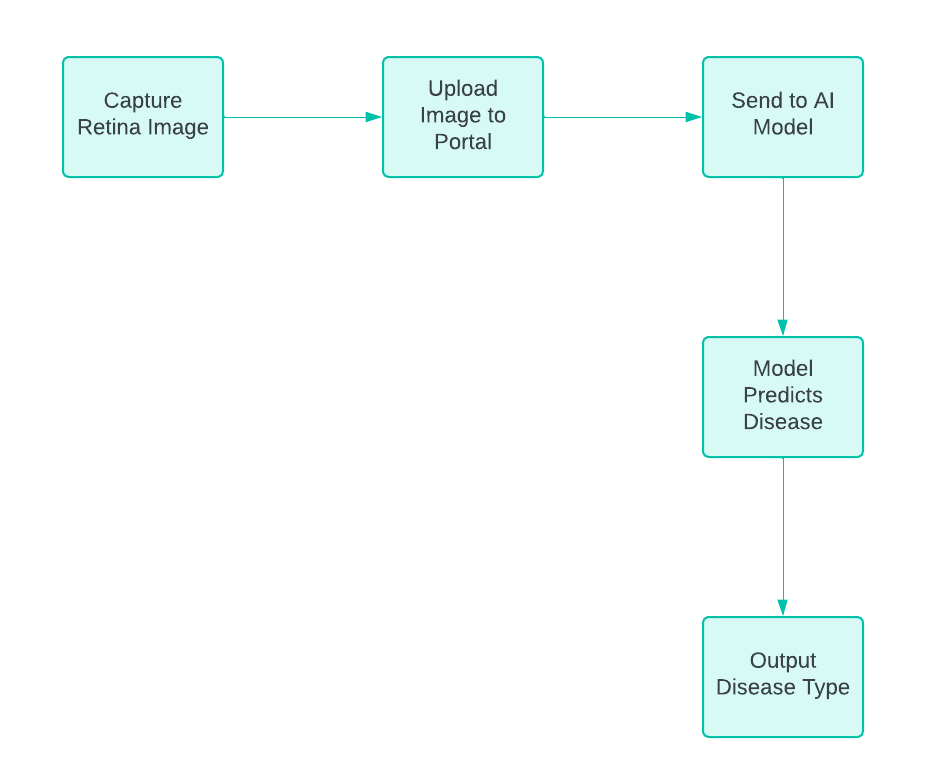 Capture
Retina Image
Upload
Image to
Portal
Send to AI
Model
Model
Predicts
Disease
Output
Disease Type